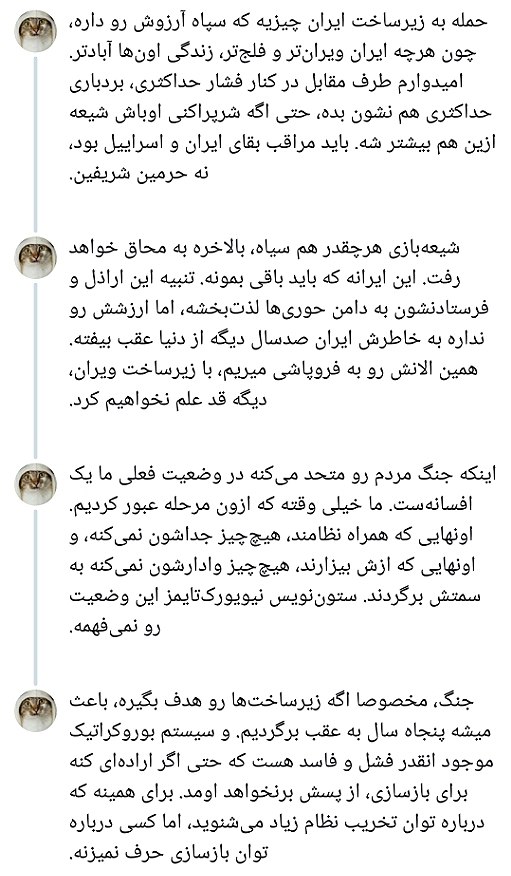 حمله به زیرساخت ایران چیزیه که سپاه آرزوش رو داره،
چون هرچه ایران ویران‌تر و فلج‌تر، زندگی اون‌ها آبادتر.
امیدوارم طرف مقابل در کنار فشار حداکثری، بردباری
حداکثری هم نشون بده، حتی اگه شرپراکنی اوباش شیعه
ازین هم بیشتر شه. باید مراقب بقای ایران و اسراییل بود،
نه حرمین شریفین.
شیعه‌بازی هرچقدر هم سیاه، بالاخره به محاق خواهد
رفت. این ایرانه که باید باقی بمونه. تنبیه این اراذل و
فرستادنشون به دامن حوری‌ها لذت‌بخشه، اما ارزشش رو
نداره به خاطرش ایران صدسال دیگه از دنیا عقب بیفته.
همین الانش رو به فروپاشی میریم، با زیرساخت ویران،
دیگه قد علم نخواهیم کرد.
اینکه جنگ مردم رو متحد می‌کنه در وضعیت فعلی ما یک
افسانه‌ست. ما خیلی وقته که ازون مرحله عبور کردیم.
اونهایی که همراه نظامند، هیچ‌چیز جداشون نمی‌کنه، و
اونهایی که ازش بیزارند، هیچ‌چیز وادارشون نمی‌کنه به
سمتش برگردند. ستون‌نویس نیویورک‌تایمز این وضعیت
رو نمی‌فهمه.
جنگ، مخصوصا اگه زیرساخت‌ها رو هدف بگیره، باعث
میشه پنجاه سال به عقب برگردیم. و سیستم بوروکراتیک
موجود انقدر فشل و فاسد هست که حتی اگر اراده‌ای کنه
برای بازسازی، از پسش برنخواهد اومد. برای همینه که
درباره توان تخریب نظام زیاد می‌شنوید، اما کسی درباره
توان بازسازی حرف نمیزنه.